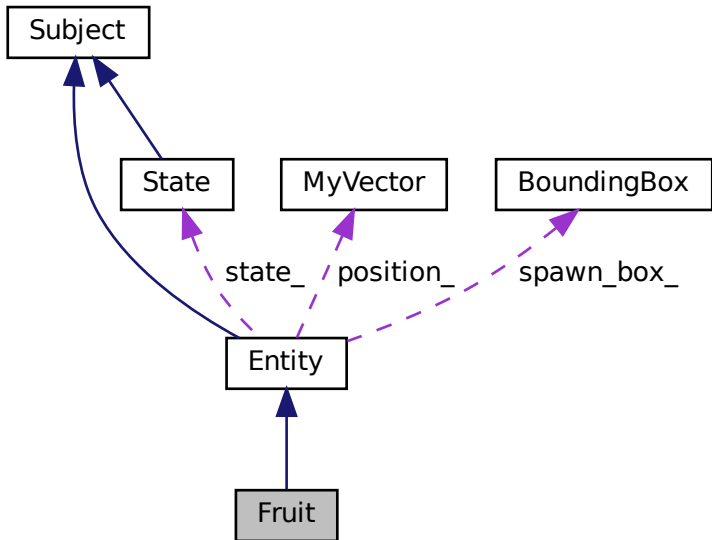 Subject
State
MyVector
BoundingBox
state_
position_
spawn_box_
Entity
Fruit